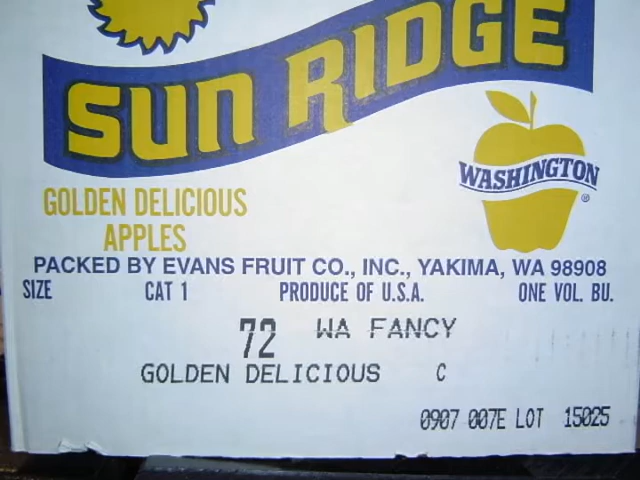 SUN RIDGE
WASHINGTON ®
GOLDEN DELICIOUS
APPLES
PACKED BY EVANS FRUIT CO., INC., YAKIMA, WA 98908
SIZE CAT 1 PRODUCE OF U.S.A. ONE VOL. BU.
72 WA FANCY
GOLDEN DELICIOUS C
0907 007E LOT 15025